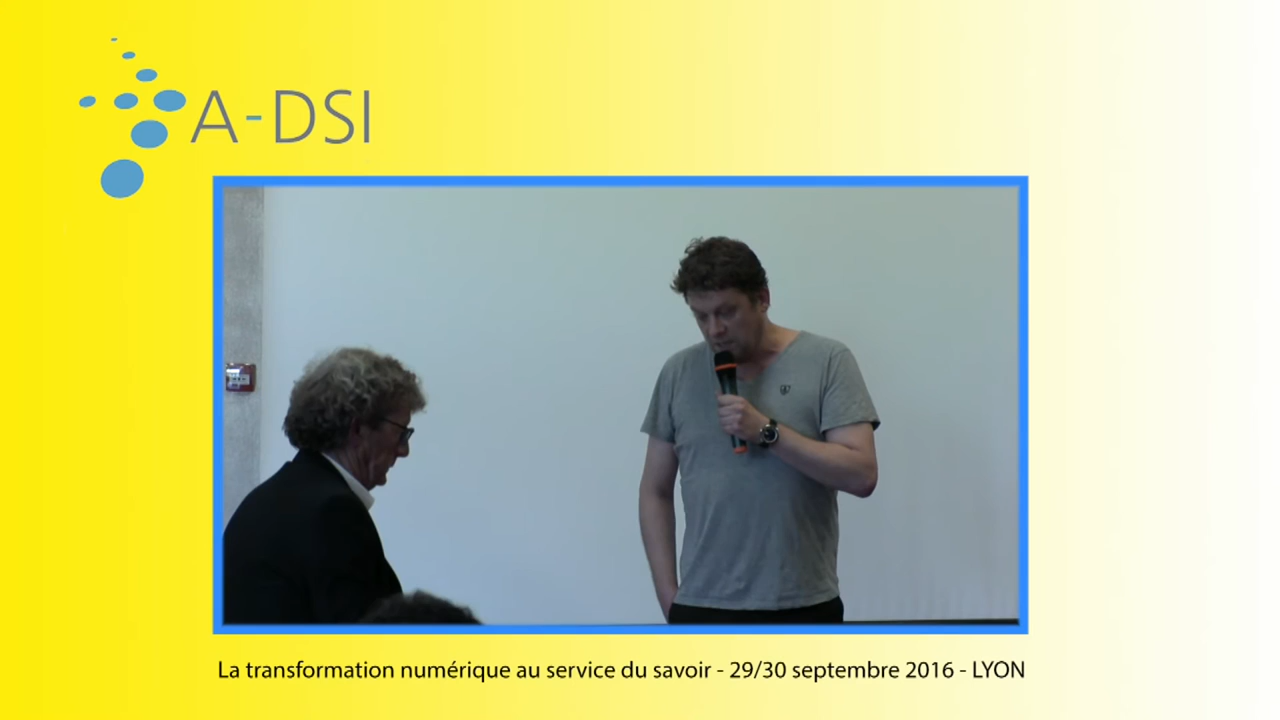 A-DSI
La transformation numérique au service du savoir - 29/30 septembre 2016 - LYON